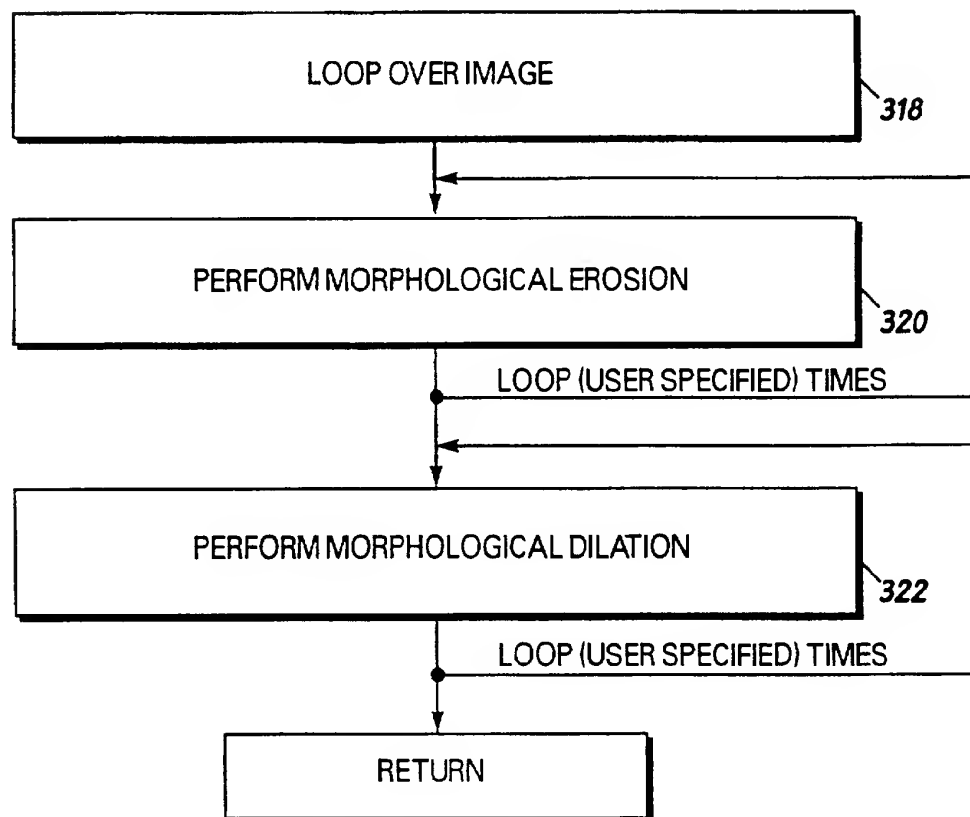 LOOP OVER IMAGE
318
PERFORM MORPHOLOGICAL EROSION
320
LOOP (USER SPECIFIED) TIMES
PERFORM MORPHOLOGICAL DILATION
322
LOOP (USER SPECIFIED) TIMES
RETURN